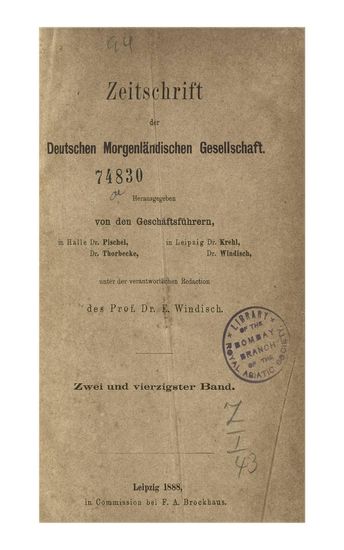 94
Zeitschrift
der
Deutschen Morgenländischen Gesellschaft.
74830
Herausgegeben
von den Geschäftsführern,
in Halle Dr. Pischel, in Leipzig Dr. Krehl,
Dr. Thorbecke, Dr. Windisch,
unter der verantwortlichen Redaction
des Prof. Dr. E. Windisch.
LIBRARY
OF THE
BOMBAY
BRANCH
OF THE
ROYAL ASIATIC SOCIETY
Zwei und vierzigster Band.
Z
I
43
Leipzig 1888,
in Commission bei F. A. Brockhaus.